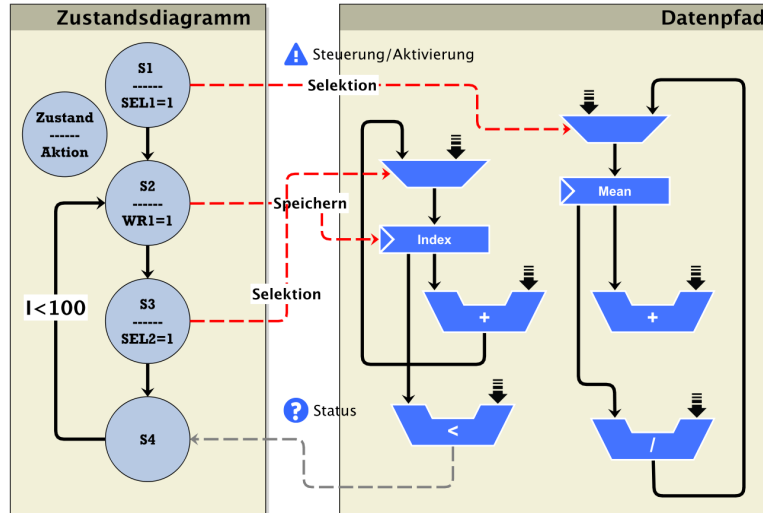 Zustandsdiagramm
Datenpfad
S1
------
SEL1=1
Zustand
------
Aktion
S2
------
WR1=1
S3
------
SEL2=1
S4
I<100
Steuerung/Aktivierung
Selektion
Speichern
Selektion
Status
Index
+
<
Mean
+
/